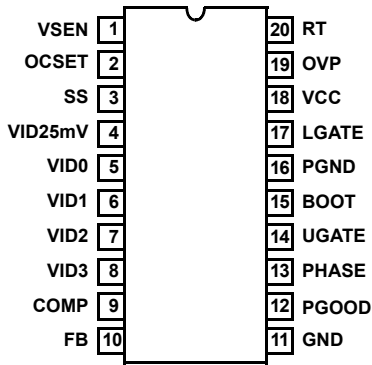 VSEN 1 20 RT
OCSET 2 19 OVP
SS 3 18 VCC
VID25mV 4 17 LGATE
VID0 5 16 PGND
VID1 6 15 BOOT
VID2 7 14 UGATE
VID3 8 13 PHASE
COMP 9 12 PGOOD
FB 10 11 GND